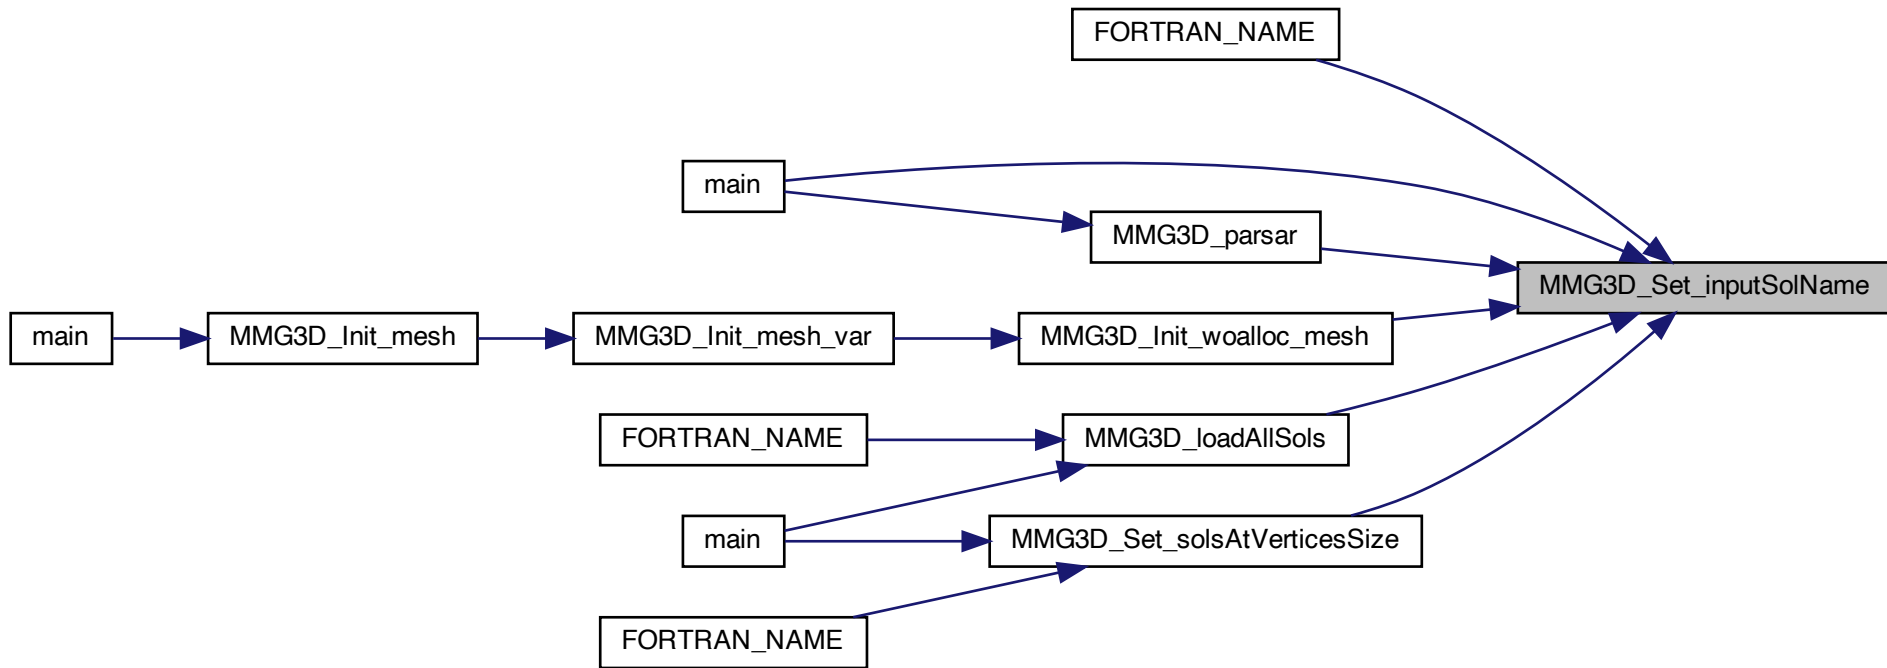 FORTRAN_NAME
main
MMG3D_parsar
MMG3D_Set_inputSolName
main
MMG3D_Init_mesh
MMG3D_Init_mesh_var
MMG3D_Init_woalloc_mesh
FORTRAN_NAME
MMG3D_loadAllSols
main
MMG3D_Set_solsAtVerticesSize
FORTRAN_NAME